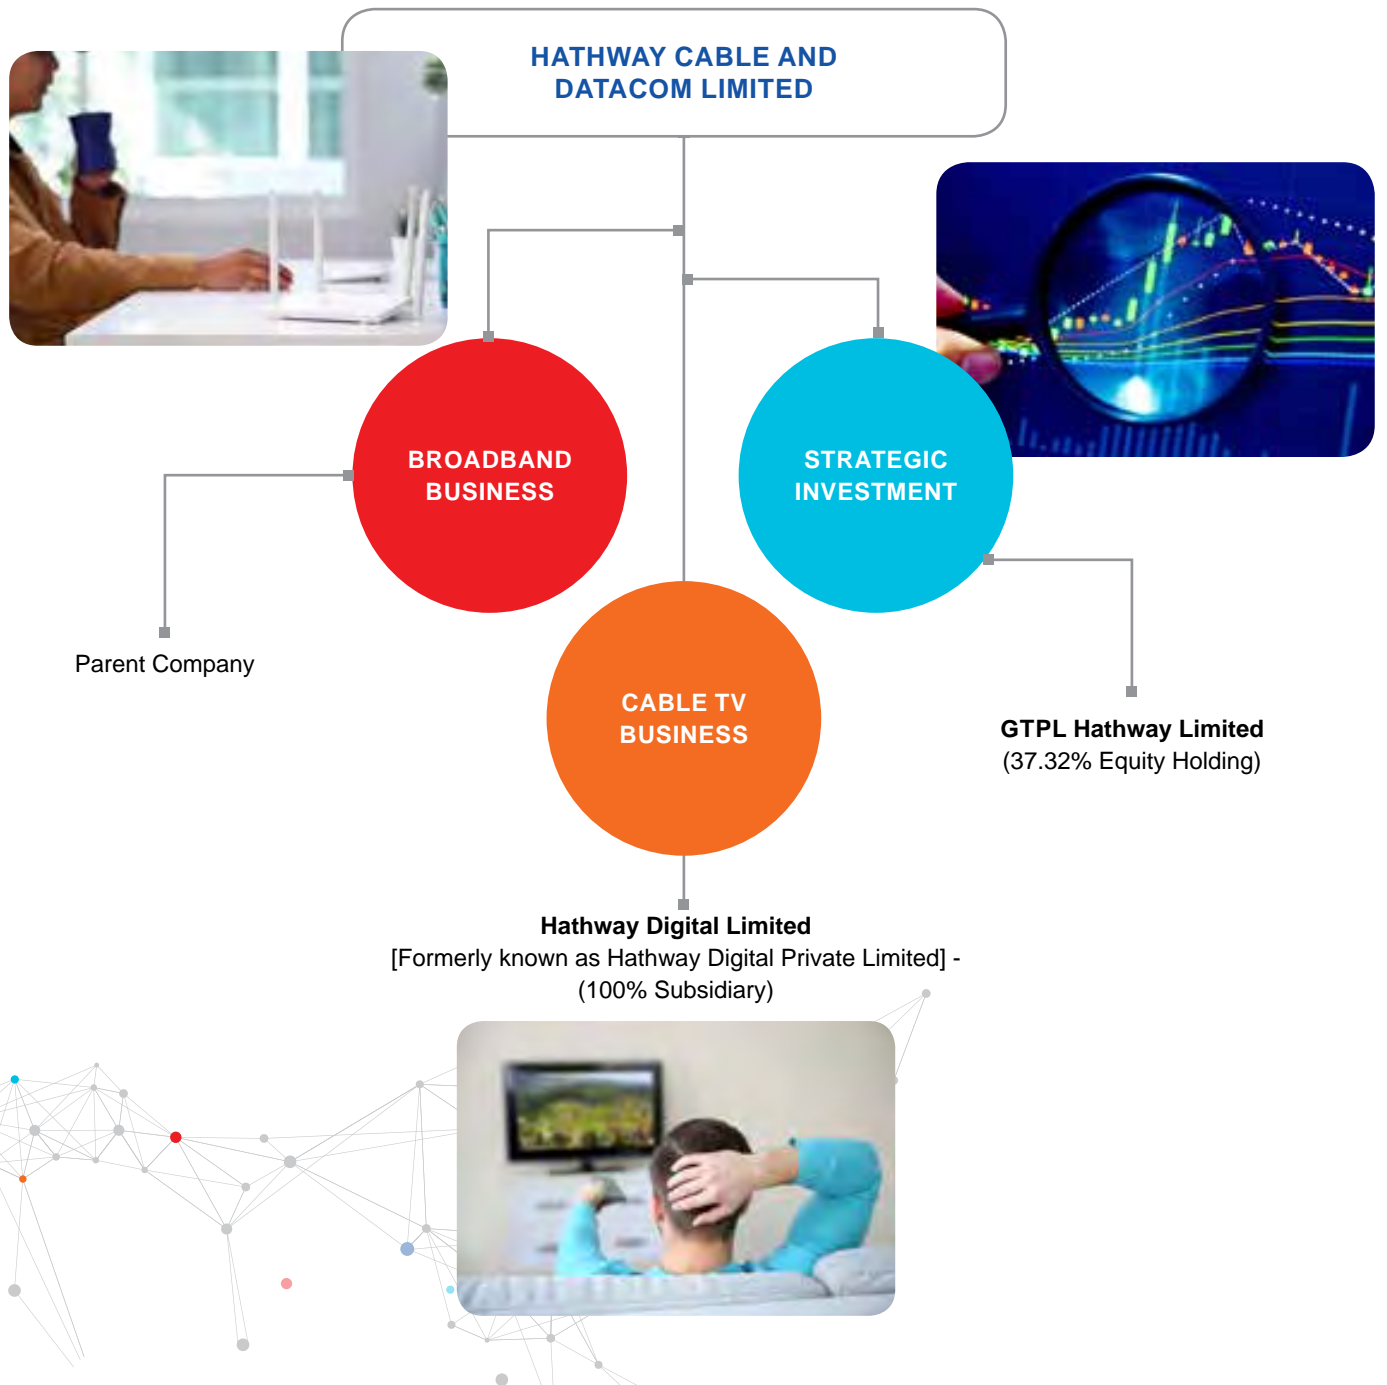 HATHWAY CABLE AND
DATACOM LIMITED
BROADBAND
BUSINESS
STRATEGIC
INVESTMENT
Parent Company
CABLE TV
BUSINESS
GTPL Hathway Limited
(37.32% Equity Holding)
Hathway Digital Limited
[Formerly known as Hathway Digital Private Limited] -
(100% Subsidiary)